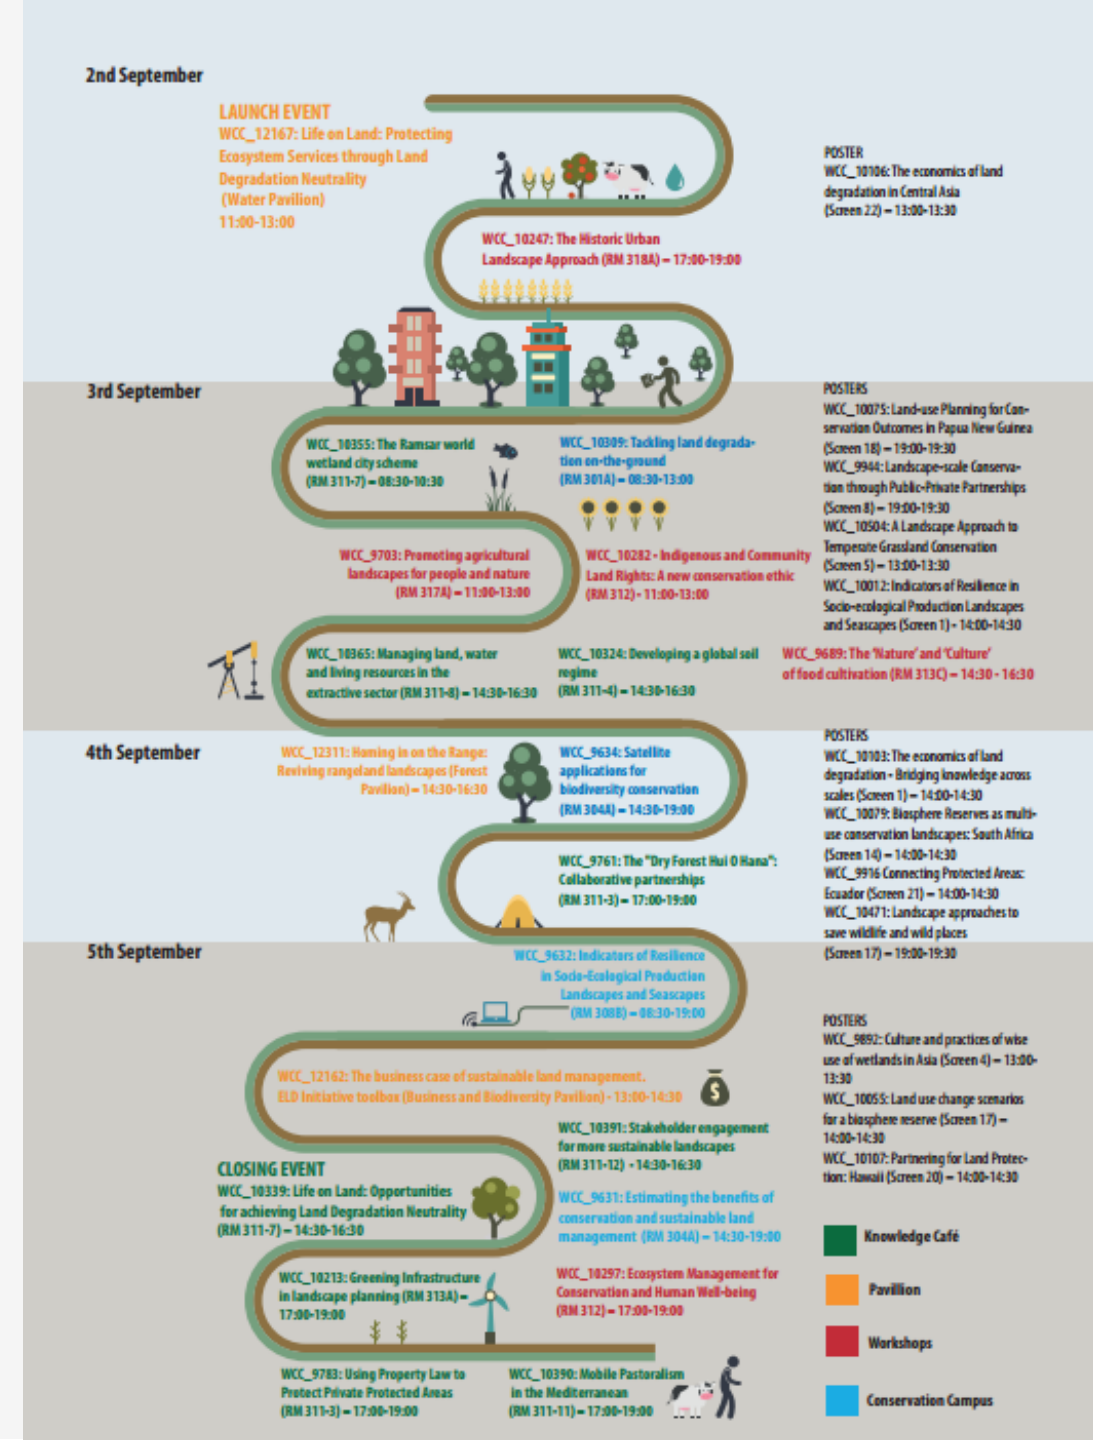 2nd September
LAUNCH EVENT
WCC_12167: Life on Land: Protecting
Ecosystem Services through Land
Degradation Neutrality
(Water Pavilion)
11:00-13:00
POSTER
WCC_10106: The economics of land
degradation in Central Asia
(Screen 22) – 13:00-13:30
WCC_10247: The Historic Urban
Landscape Approach (RM 318A) – 17:00-19:00
3rd September
POSTERS
WCC_10075: Land-use Planning for Con-
servation Outcomes in Papua New Guinea
(Screen 18) – 19:00-19:30
WCC_9944: Landscape-scale Conserva-
tion through Public-Private Partnerships
(Screen 8) – 19:00-19:30
WCC_10504: A Landscape Approach to
Temperate Grassland Conservation
(Screen 5) – 13:00-13:30
WCC_10012: Indicators of Resilience in
Socio-ecological Production Landscapes
and Seascapes (Screen 1) - 14:00-14:30
WCC_10355: The Ramsar world
wetland city scheme
(RM 311-7) – 08:30-10:30
WCC_10309: Tackling land degrada-
tion on-the-ground
(RM 301A) – 08:30-13:00
WCC_9703: Promoting agricultural
landscapes for people and nature
(RM 317A) – 11:00-13:00
WCC_10282 - Indigenous and Community
Land Rights: A new conservation ethic
(RM 312) - 11:00-13:00
WCC_10365: Managing land, water
and living resources in the
extractive sector (RM 311-8) – 14:30-16:30
WCC_10324: Developing a global soil
regime
(RM 311-4) – 14:30-16:30
WCC_9689: The 'Nature' and 'Culture'
of food cultivation (RM 313C) – 14:30 - 16:30
4th September
WCC_12311: Homing in on the Range:
Reviving rangeland landscapes (Forest
Pavilion) – 14:30-16:30
WCC_9634: Satellite
applications for
biodiversity conservation
(RM 304A) – 14:30-19:00
POSTERS
WCC_10103: The economics of land
degradation - Bridging knowledge across
scales (Screen 1) – 14:00-14:30
WCC_10079: Biosphere Reserves as multi-
use conservation landscapes: South Africa
(Screen 14) – 14:00-14:30
WCC_9916 Connecting Protected Areas:
Ecuador (Screen 21) – 14:00-14:30
WCC_10471: Landscape approaches to
save wildlife and wild places
(Screen 17) – 19:00-19:30
WCC_9761: The "Dry Forest Hui O Hana":
Collaborative partnerships
(RM 311-3) – 17:00-19:00
5th September
WCC_9632: Indicators of Resilience
in Socio-Ecological Production
Landscapes and Seascapes
(RM 308B) – 08:30-19:00
POSTERS
WCC_9892: Culture and practices of wise
use of wetlands in Asia (Screen 4) – 13:00-
13:30
WCC_10055: Land use change scenarios
for a biosphere reserve (Screen 17) –
14:00-14:30
WCC_10107: Partnering for Land Protec-
tion: Hawaii (Screen 20) – 14:00-14:30
WCC_12162: The business case of sustainable land management.
ELD Initiative toolbox (Business and Biodiversity Pavilion) - 13:00-14:30
$
WCC_10391: Stakeholder engagement
for more sustainable landscapes
(RM 311-12) - 14:30-16:30
CLOSING EVENT
WCC_10339: Life on Land: Opportunities
for achieving Land Degradation Neutrality
(RM 311-7) – 14:30-16:30
WCC_9631: Estimating the benefits of
conservation and sustainable land
management (RM 304A) – 14:30-19:00
WCC_10213: Greening Infrastructure
in landscape planning (RM 313A) –
17:00-19:00
WCC_10297: Ecosystem Management for
Conservation and Human Well-being
(RM 312) – 17:00-19:00
WCC_9783: Using Property Law to
Protect Private Protected Areas
(RM 311-3) – 17:00-19:00
WCC_10390: Mobile Pastoralism
in the Mediterranean
(RM 311-11) – 17:00-19:00
Knowledge Café
Pavillion
Workshops
Conservation Campus